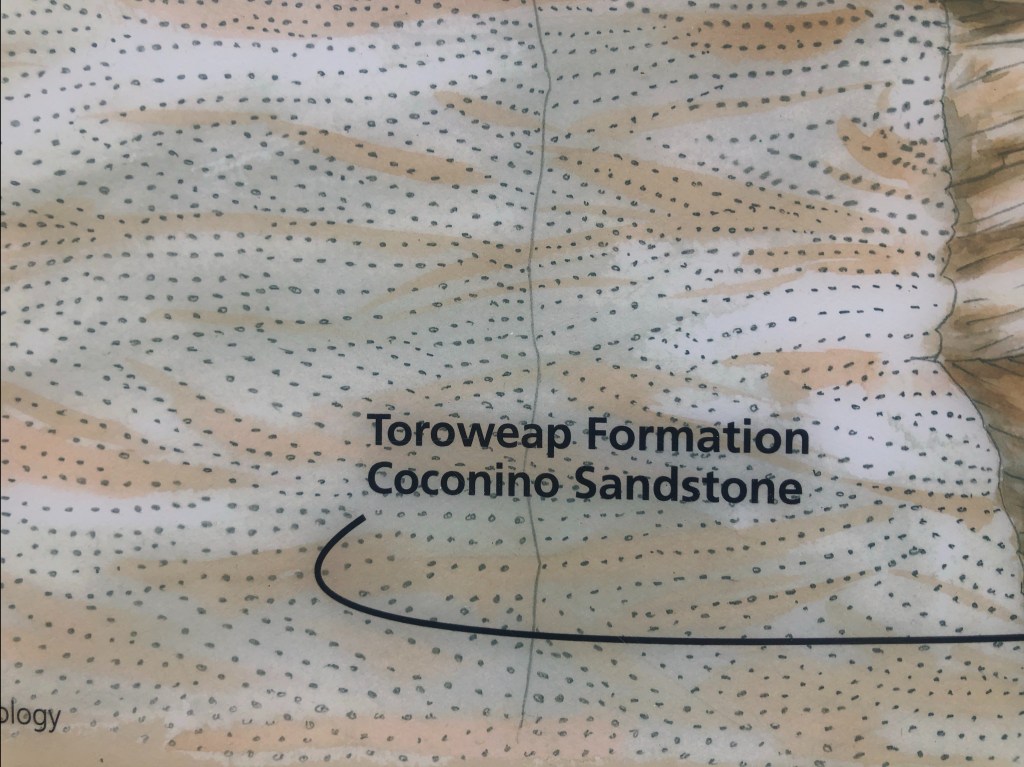 Toroweap Formation
Coconino Sandstone
ology